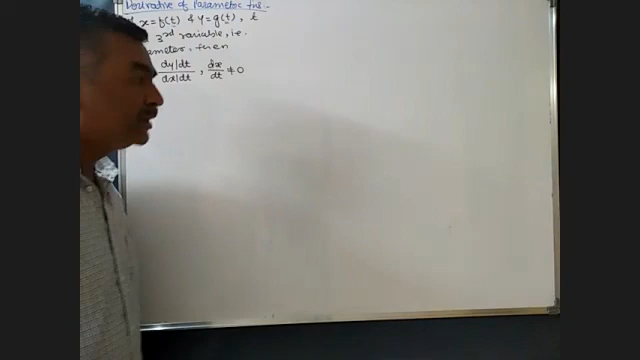 Derivative of Parametric fns.-
x=f(t) & y=g(t), t
3rd variable, i.e.
ameter, then
dy/dt / dx/dt , dx/dt ≠0